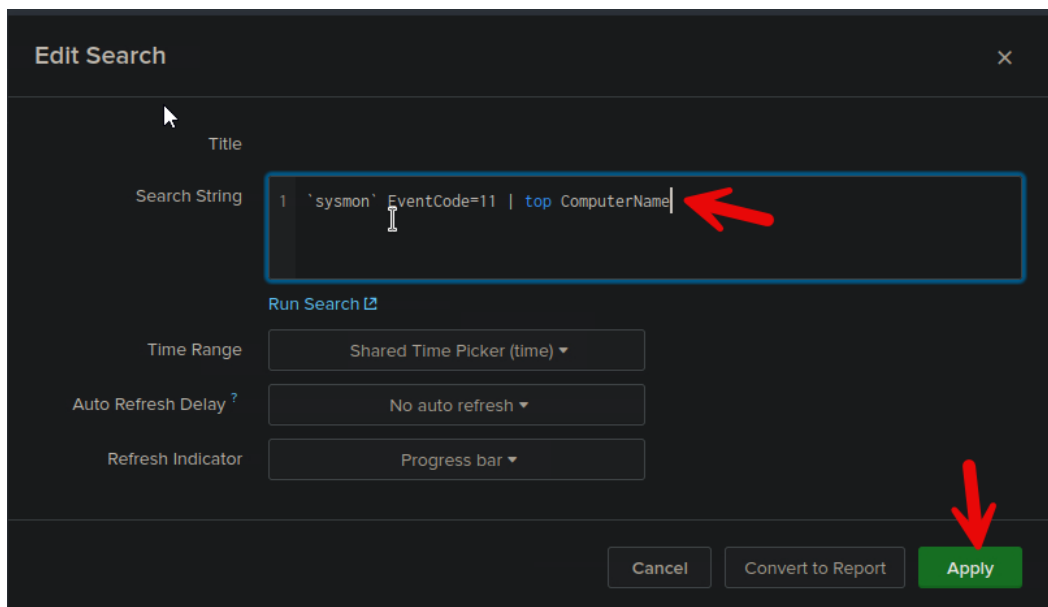 Edit Search
Title
Search String
1 `sysmon` EventCode=11 | top ComputerName
Run Search
Time Range Shared Time Picker (time)
Auto Refresh Delay ? No auto refresh
Refresh Indicator Progress bar
Cancel Convert to Report Apply